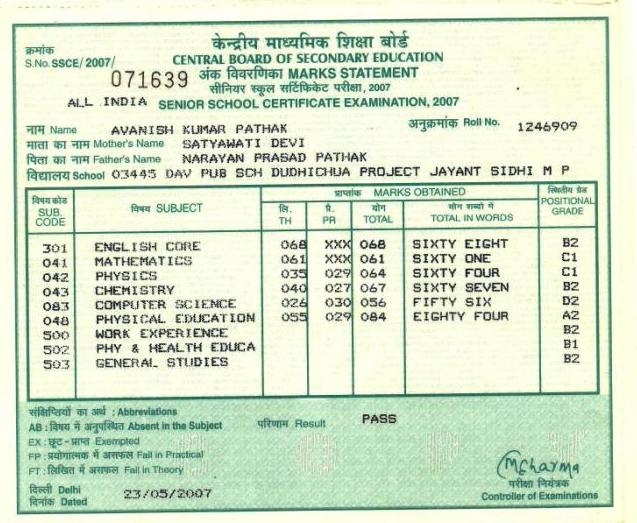 केन्द्रीय माध्यमिक शिक्षा बोर्ड
क्रमांक
S.No. SSCE/ 2007/ 071639
CENTRAL BOARD OF SECONDARY EDUCATION
अंक विवरणिका MARKS STATEMENT
सीनियर स्कूल सर्टिफिकेट परीक्षा, 2007
ALL INDIA SENIOR SCHOOL CERTIFICATE EXAMINATION, 2007
नाम Name AVANISH KUMAR PATHAK अनुक्रमांक Roll No. 1246909
माता का नाम Mother's Name SATYAWATI DEVI
पिता का नाम Father's Name NARAYAN PRASAD PATHAK
विद्यालय School 03445 DAV PUB SCH DUDHICHUA PROJECT JAYANT SIDHI M P
विषय कोड SUB. CODE
विषय SUBJECT
प्राप्तांक MARKS OBTAINED
लि. TH
प्रै. PR
योग TOTAL
योग शब्दों में TOTAL IN WORDS
स्थितीय ग्रेड POSITIONAL GRADE
301 ENGLISH CORE 068 XXX 068 SIXTY EIGHT B2
041 MATHEMATICS 061 XXX 061 SIXTY ONE C1
042 PHYSICS 035 029 064 SIXTY FOUR C1
043 CHEMISTRY 040 027 067 SIXTY SEVEN B2
083 COMPUTER SCIENCE 026 030 056 FIFTY SIX D2
048 PHYSICAL EDUCATION 055 029 084 EIGHTY FOUR A2
500 WORK EXPERIENCE B2
502 PHY & HEALTH EDUCA B1
503 GENERAL STUDIES B2
संक्षिप्तियों का अर्थ : Abbreviations
AB : विषय में अनुपस्थित Absent in the Subject परिणाम Result PASS
EX : छूट - प्राप्त Exempted
FP : प्रयोगात्मक में असफल Fail in Practical
FT : लिखित में असफल Fail in Theory
दिल्ली Delhi
दिनांक Dated 23/05/2007
परीक्षा नियंत्रक
Controller of Examinations